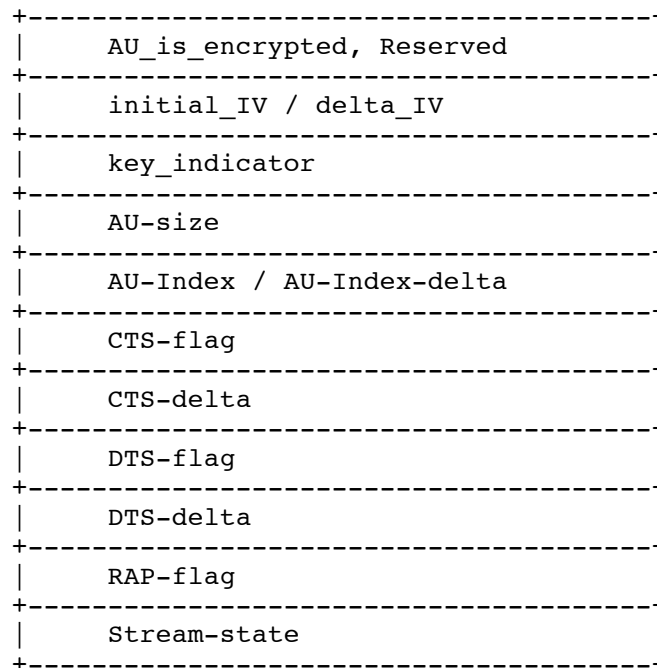 AU_is_encrypted, Reserved
initial_IV / delta_IV
key_indicator
AU-size
AU-Index / AU-Index-delta
CTS-flag
CTS-delta
DTS-flag
DTS-delta
RAP-flag
Stream-state